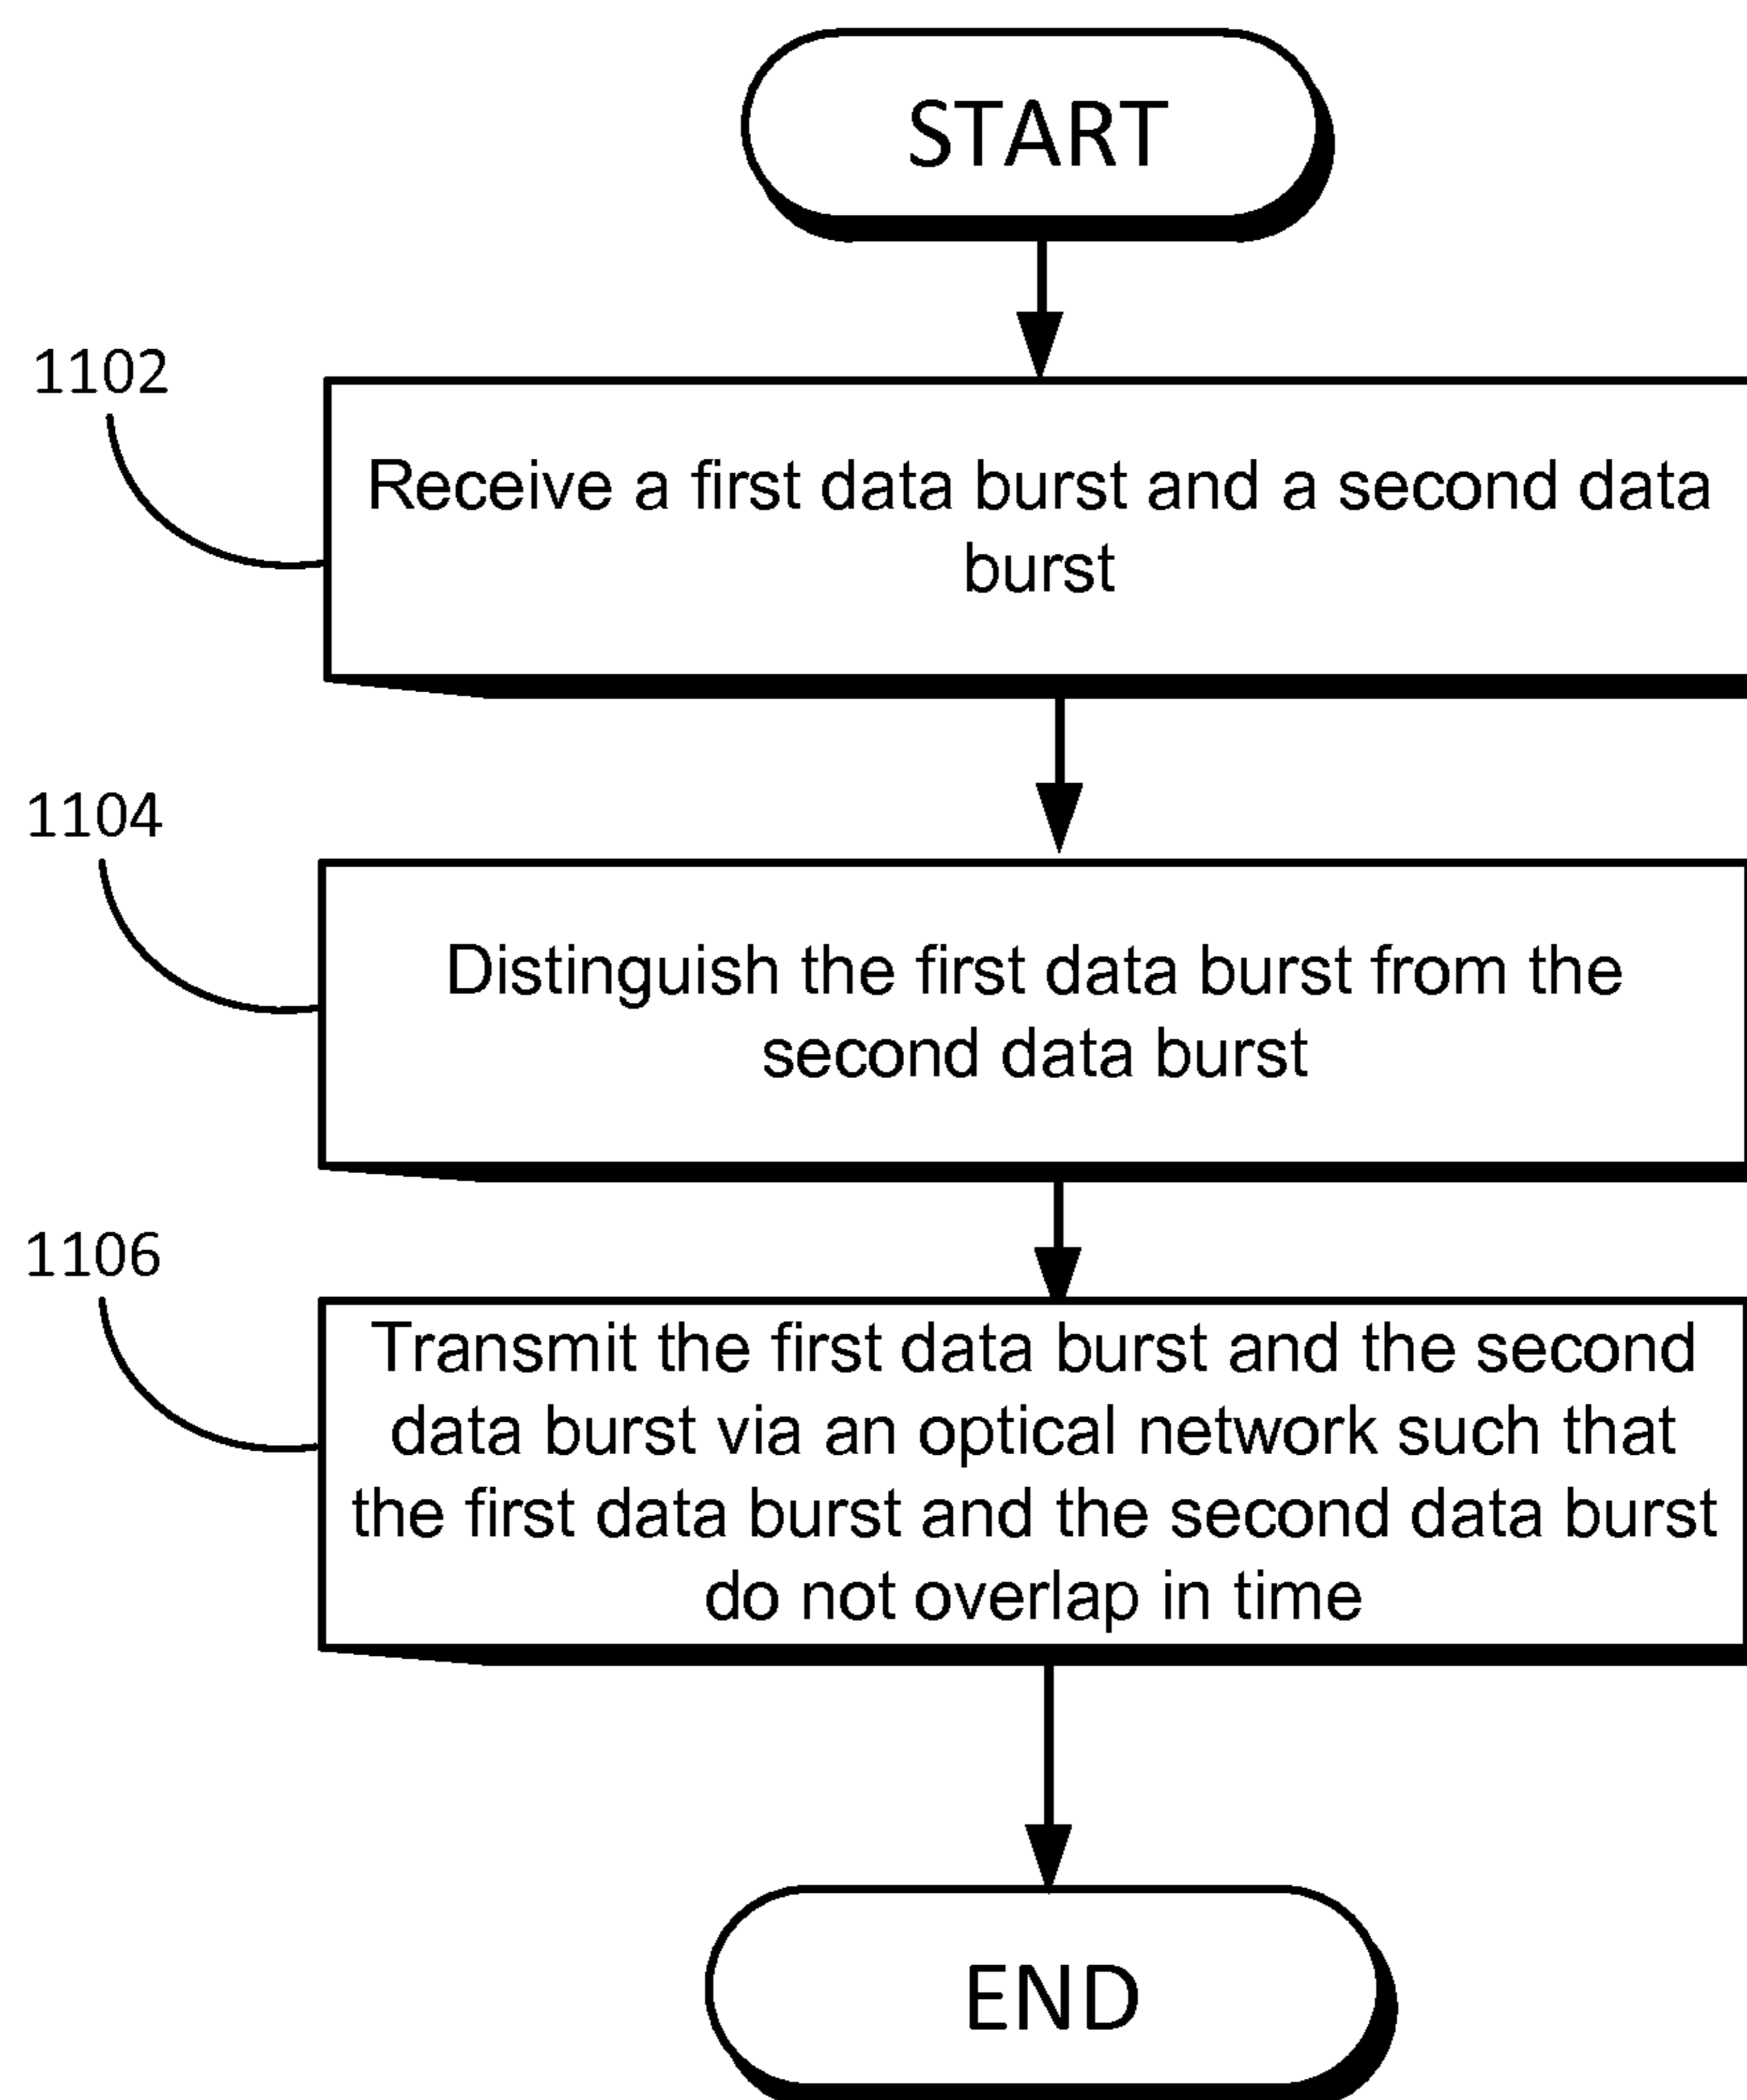 START
1102
Receive a first data burst and a second data
burst
1104
Distinguish the first data burst from the
second data burst
1106
Transmit the first data burst and the second
data burst via an optical network such that
the first data burst and the second data burst
do not overlap in time
END